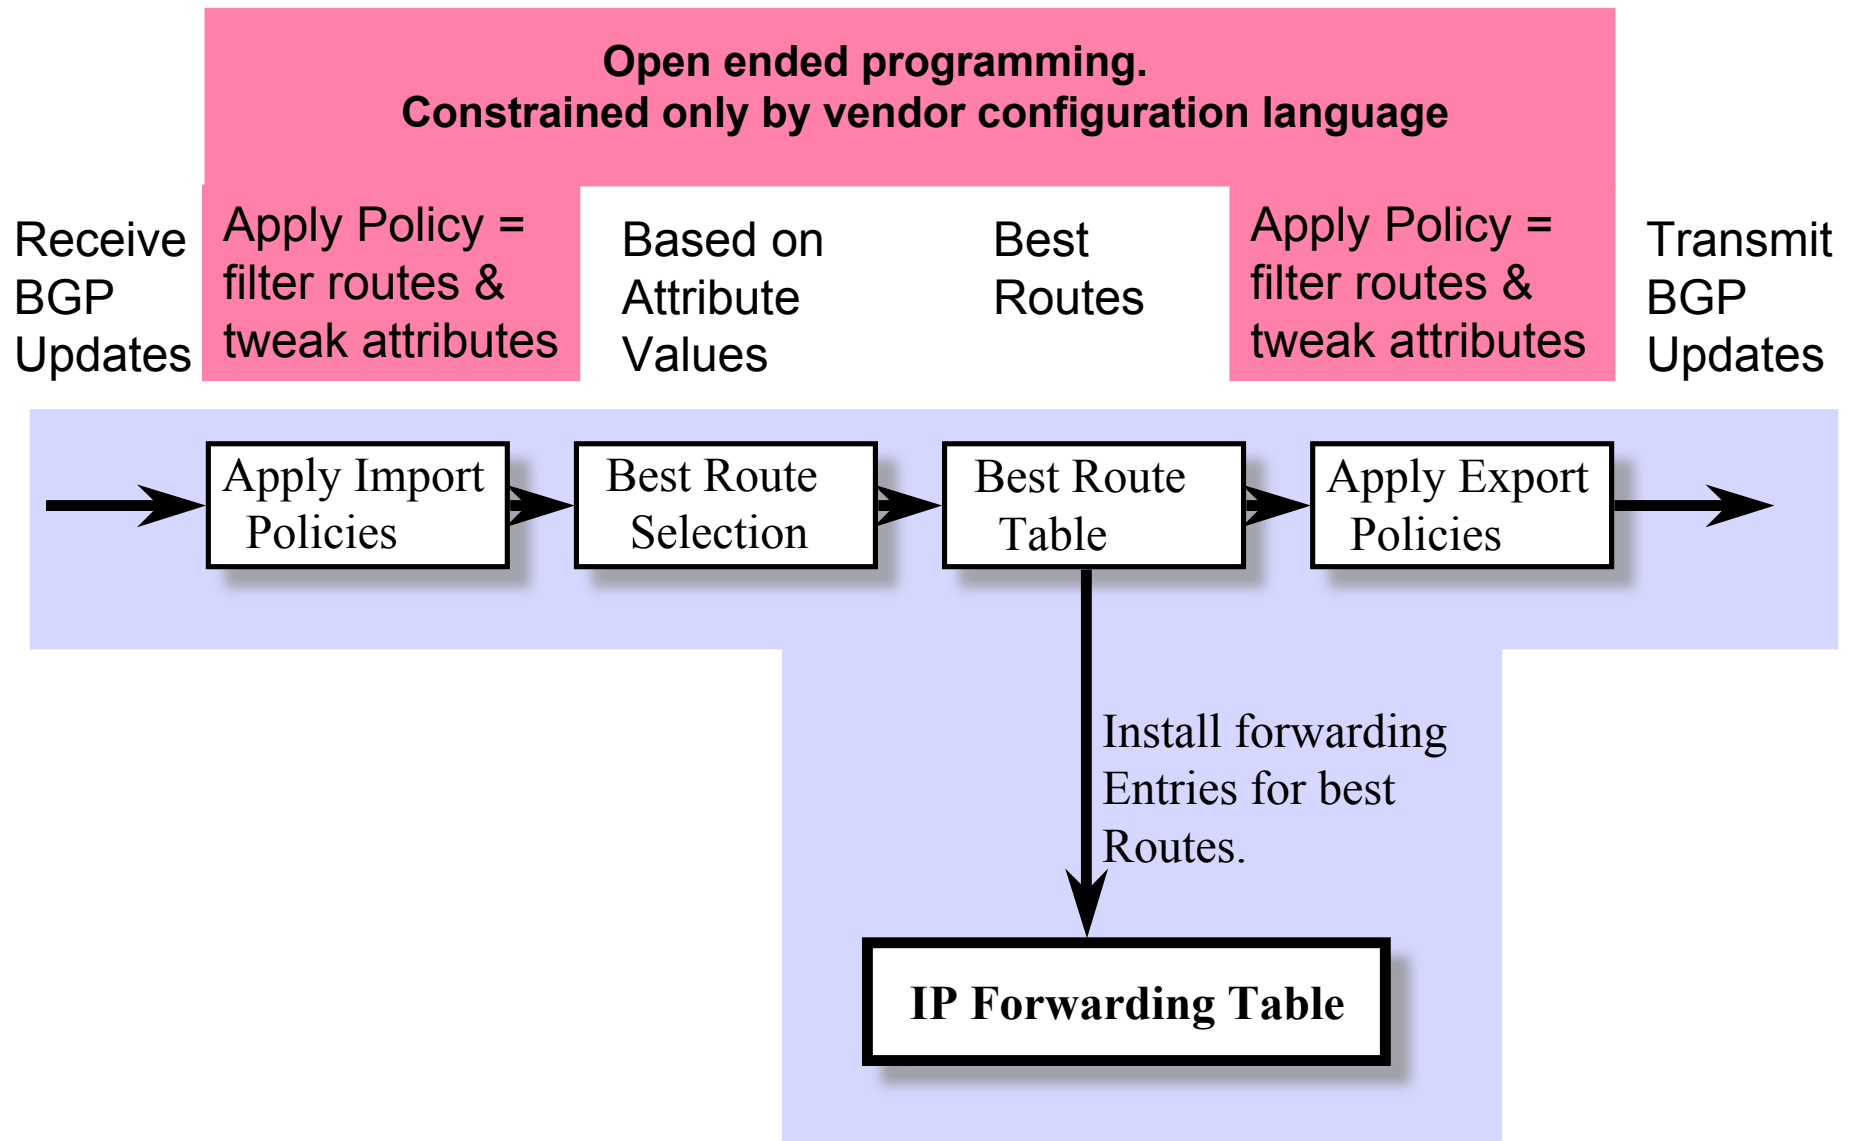 Open ended programming.
Constrained only by vendor configuration language
Receive
BGP
Updates
Apply Policy =
filter routes &
tweak attributes
Based on
Attribute
Values
Best
Routes
Apply Policy =
filter routes &
tweak attributes
Transmit
BGP
Updates
Apply Import
Policies
Best Route
Selection
Best Route
Table
Apply Export
Policies
Install forwarding
Entries for best
Routes.
IP Forwarding Table